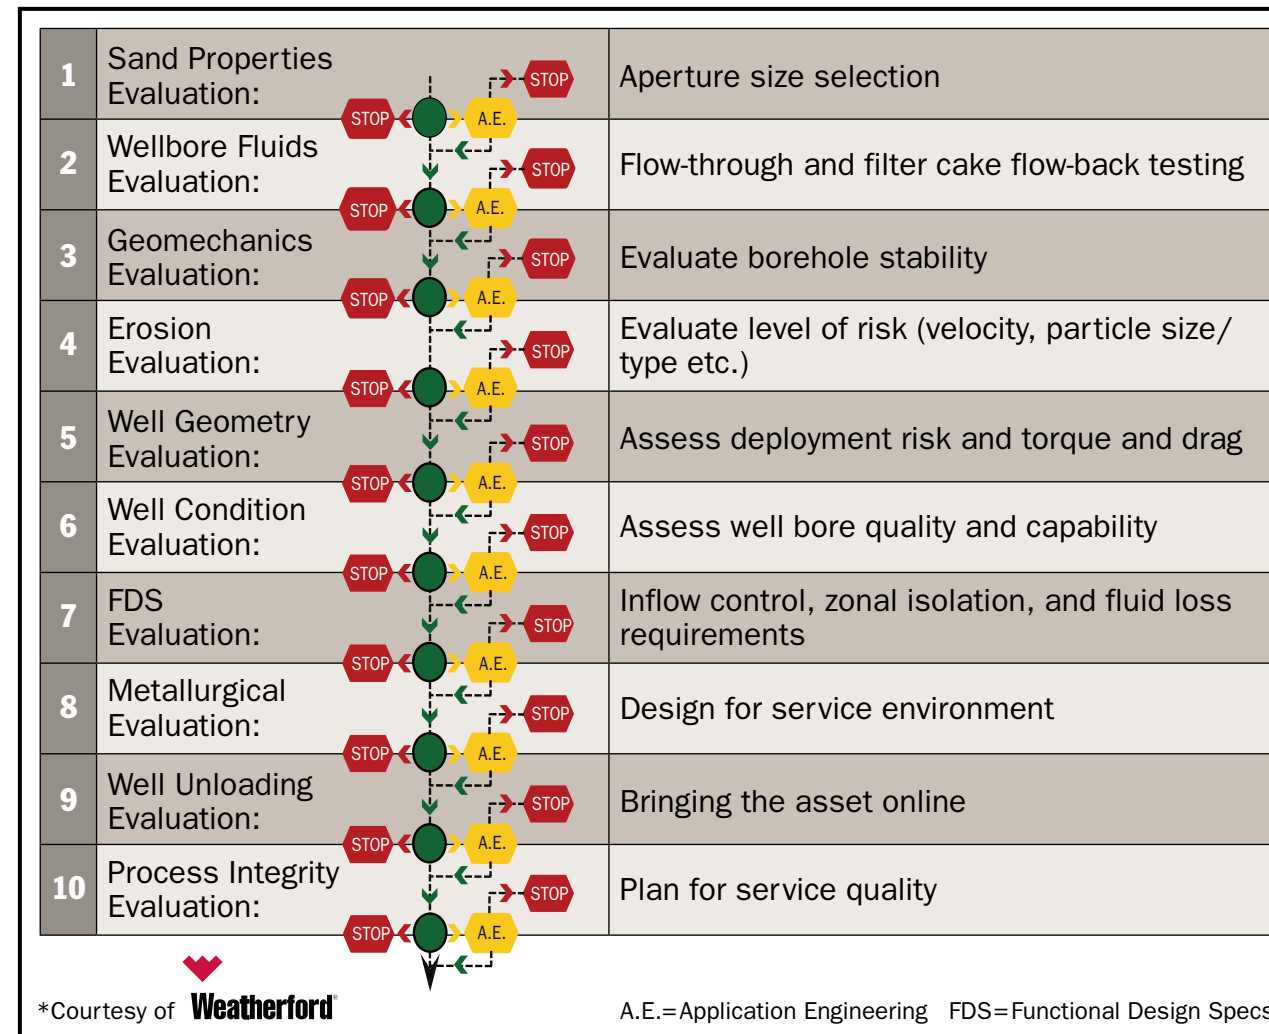 1
Sand Properties
Evaluation:
STOP
STOP
A.E.
Aperture size selection
2
Wellbore Fluids
Evaluation:
STOP
STOP
A.E.
Flow-through and filter cake flow-back testing
3
Geomechanics
Evaluation:
STOP
STOP
A.E.
Evaluate borehole stability
4
Erosion
Evaluation:
STOP
STOP
A.E.
Evaluate level of risk (velocity, particle size/
type etc.)
5
Well Geometry
Evaluation:
STOP
STOP
A.E.
Assess deployment risk and torque and drag
6
Well Condition
Evaluation:
STOP
STOP
A.E.
Assess well bore quality and capability
7
FDS
Evaluation:
STOP
STOP
A.E.
Inflow control, zonal isolation, and fluid loss
requirements
8
Metallurgical
Evaluation:
STOP
STOP
A.E.
Design for service environment
9
Well Unloading
Evaluation:
STOP
STOP
A.E.
Bringing the asset online
10
Process Integrity
Evaluation:
STOP
STOP
A.E.
Plan for service quality
*Courtesy of Weatherford®
A.E.=Application Engineering FDS=Functional Design Specs